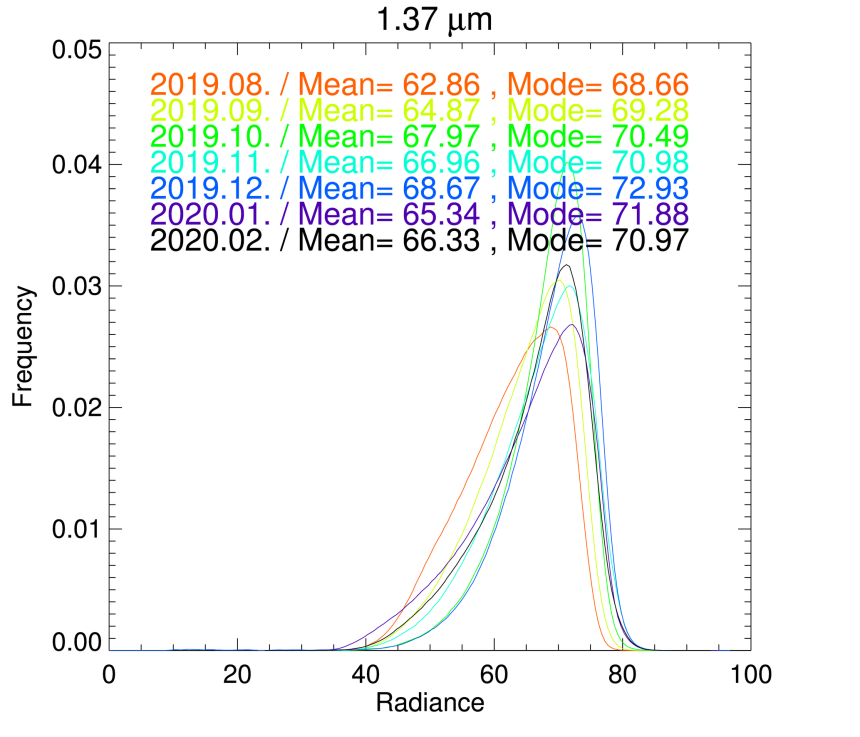 1.37 μm
0.05
2019.08. / Mean= 62.86 , Mode= 68.66
2019.09. / Mean= 64.87 , Mode= 69.28
2019.10. / Mean= 67.97 , Mode= 70.49
2019.11. / Mean= 66.96 , Mode= 70.98
2019.12. / Mean= 68.67 , Mode= 72.93
2020.01. / Mean= 65.34 , Mode= 71.88
2020.02. / Mean= 66.33 , Mode= 70.97
0.04
0.03
0.02
0.01
0.00
Frequency
0 20 40 60 80 100
Radiance